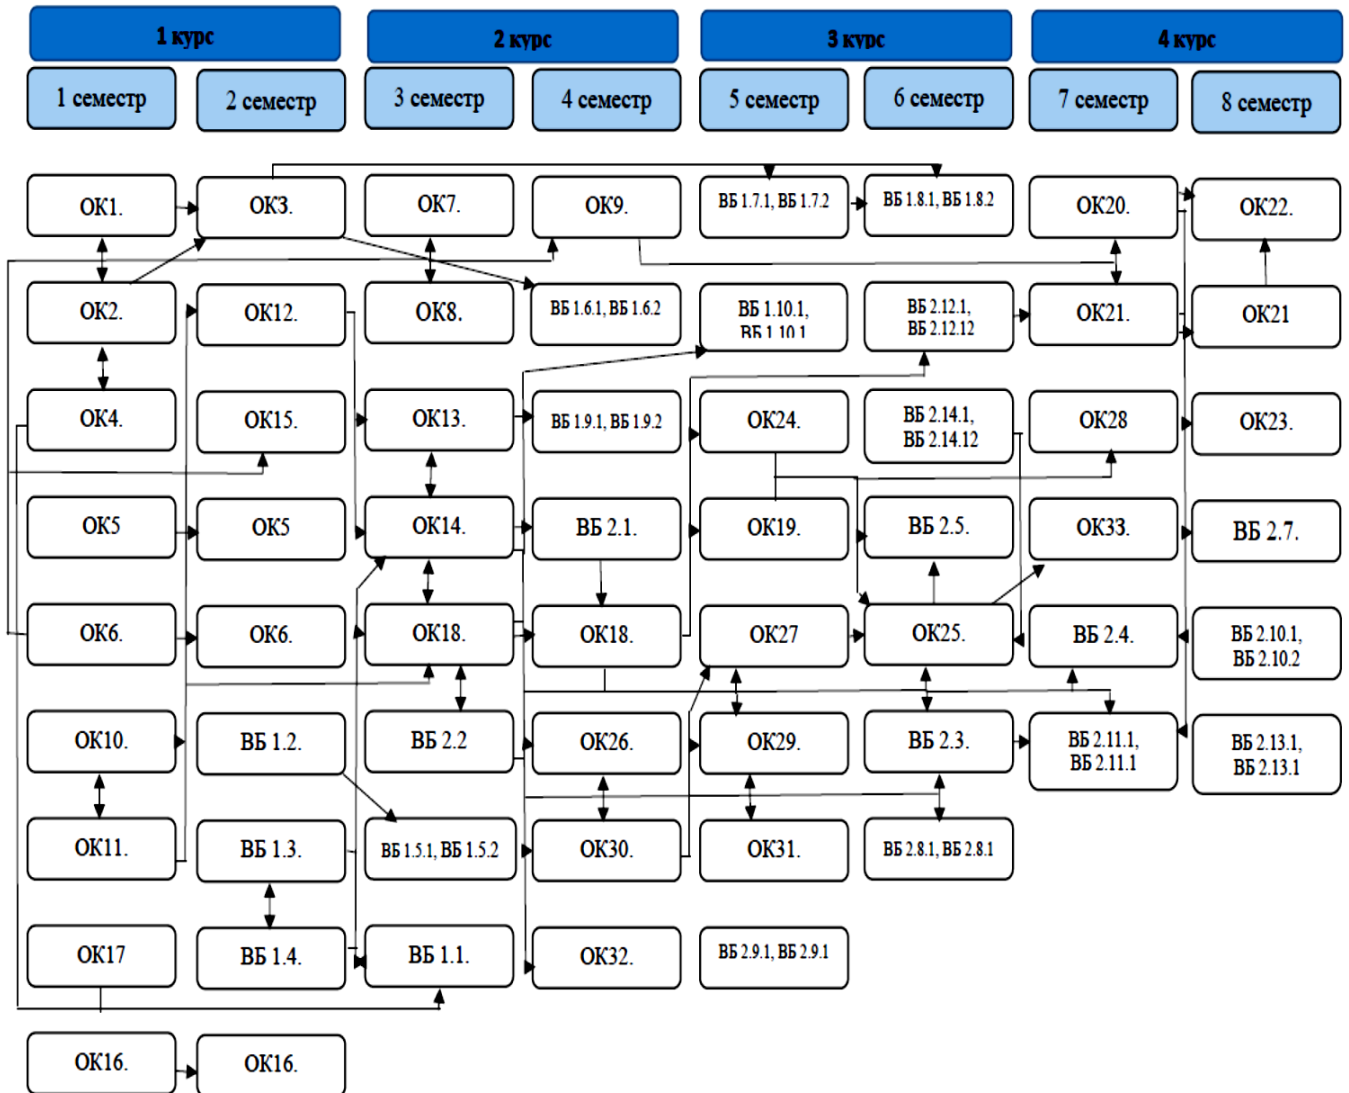 1 курс
2 курс
3 курс
4 курс
1 семестр
2 семестр
3 семестр
4 семестр
5 семестр
6 семестр
7 семестр
8 семестр
ОК1.
ОК3.
ОК7.
ОК9.
ВБ 1.7.1, ВБ 1.7.2
ВБ 1.8.1, ВБ 1.8.2
ОК20.
ОК22.
ОК2.
ОК12.
ОК8.
ВБ 1.6.1, ВБ 1.6.2
ВБ 1.10.1,
ВБ 1.10.1
ВБ 2.12.1,
ВБ 2.12.12
ОК21.
ОК21
ОК4.
ОК15.
ОК13.
ВБ 1.9.1, ВБ 1.9.2
ОК24.
ВБ 2.14.1,
ВБ 2.14.12
ОК28
ОК23.
ОК5
ОК5
ОК14.
ВБ 2.1.
ОК19.
ВБ 2.5.
ОК33.
ВБ 2.7.
ОК6.
ОК6.
ОК18.
ОК18.
ОК27
ОК25.
ВБ 2.4.
ВБ 2.10.1,
ВБ 2.10.2
ОК10.
ВБ 1.2.
ВБ 2.2
ОК26.
ОК29.
ВБ 2.3.
ВБ 2.11.1,
ВБ 2.11.1
ВБ 2.13.1,
ВБ 2.13.1
ОК11.
ВБ 1.3.
ВБ 1.5.1, ВБ 1.5.2
ОК30.
ОК31.
ВБ 2.8.1, ВБ 2.8.1
ОК17
ВБ 1.4.
ВБ 1.1.
ОК32.
ВБ 2.9.1, ВБ 2.9.1
ОК16.
ОК16.